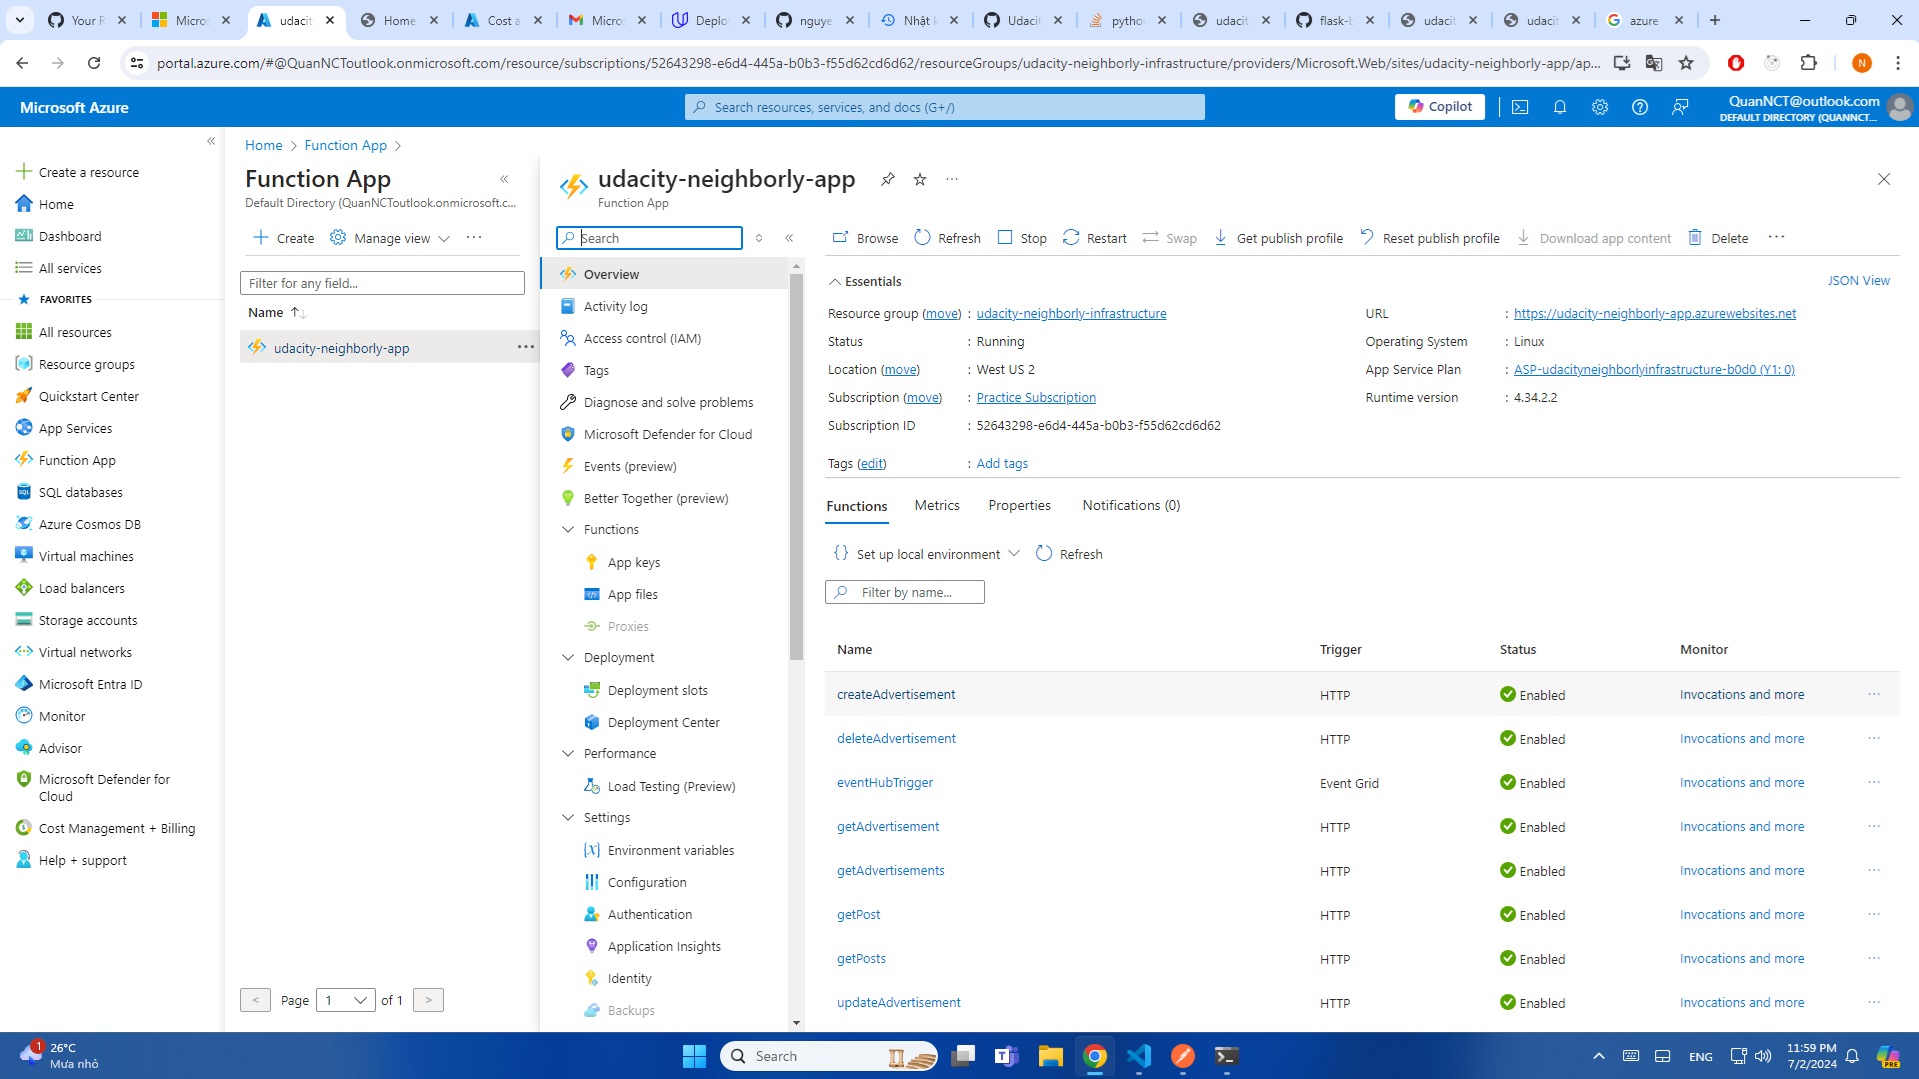 Your R
Micros
udacit
Home
Cost a
Micros
Deplo
nguye
Nhật k
Udacit
pytho
udacit
flask-b
udacit
udacit
azure
portal.azure.com/#@QuanNCToutlook.onmicrosoft.com/resource/subscriptions/52643298-e6d4-445a-b0b3-f55d62cd6d62/resourceGroups/udacity-neighborly-infrastructure/providers/Microsoft.Web/sites/udacity-neighborly-app/ap...
N
Microsoft Azure
Search resources, services, and docs (G+/)
Copilot
QuanNCT@outlook.com
DEFAULT DIRECTORY (QUANNCT...
Create a resource
Home
Dashboard
All services
FAVORITES
All resources
Resource groups
Quickstart Center
App Services
Function App
SQL databases
Azure Cosmos DB
Virtual machines
Load balancers
Storage accounts
Virtual networks
Microsoft Entra ID
Monitor
Advisor
Microsoft Defender for
Cloud
Cost Management + Billing
Help + support
Home > Function App >
Function App
Default Directory (QuanNCToutlook.onmicrosoft.c...
Create
Manage view
Filter for any field...
Name
udacity-neighborly-app
< Page 1 of 1 >
udacity-neighborly-app
Function App
Search
Overview
Activity log
Access control (IAM)
Tags
Diagnose and solve problems
Microsoft Defender for Cloud
Events (preview)
Better Together (preview)
Functions
App keys
App files
Proxies
Deployment
Deployment slots
Deployment Center
Performance
Load Testing (Preview)
Settings
Environment variables
Configuration
Authentication
Application Insights
Identity
Backups
Browse Refresh Stop Restart Swap Get publish profile Reset publish profile Download app content Delete
Essentials
JSON View
Resource group (move) : udacity-neighborly-infrastructure
Status : Running
Location (move) : West US 2
Subscription (move) : Practice Subscription
Subscription ID : 52643298-e6d4-445a-b0b3-f55d62cd6d62
Tags (edit) : Add tags
URL : https://udacity-neighborly-app.azurewebsites.net
Operating System : Linux
App Service Plan : ASP-udacityneighborlyinfrastructure-b0d0 (Y1: 0)
Runtime version : 4.34.2.2
Functions Metrics Properties Notifications (0)
Set up local environment Refresh
Filter by name...
Name Trigger Status Monitor
createAdvertisement HTTP Enabled Invocations and more
deleteAdvertisement HTTP Enabled Invocations and more
eventHubTrigger Event Grid Enabled Invocations and more
getAdvertisement HTTP Enabled Invocations and more
getAdvertisements HTTP Enabled Invocations and more
getPost HTTP Enabled Invocations and more
getPosts HTTP Enabled Invocations and more
updateAdvertisement HTTP Enabled Invocations and more
1
26°C
Mưa nhỏ
Search
ENG
11:59 PM
7/2/2024
PRE